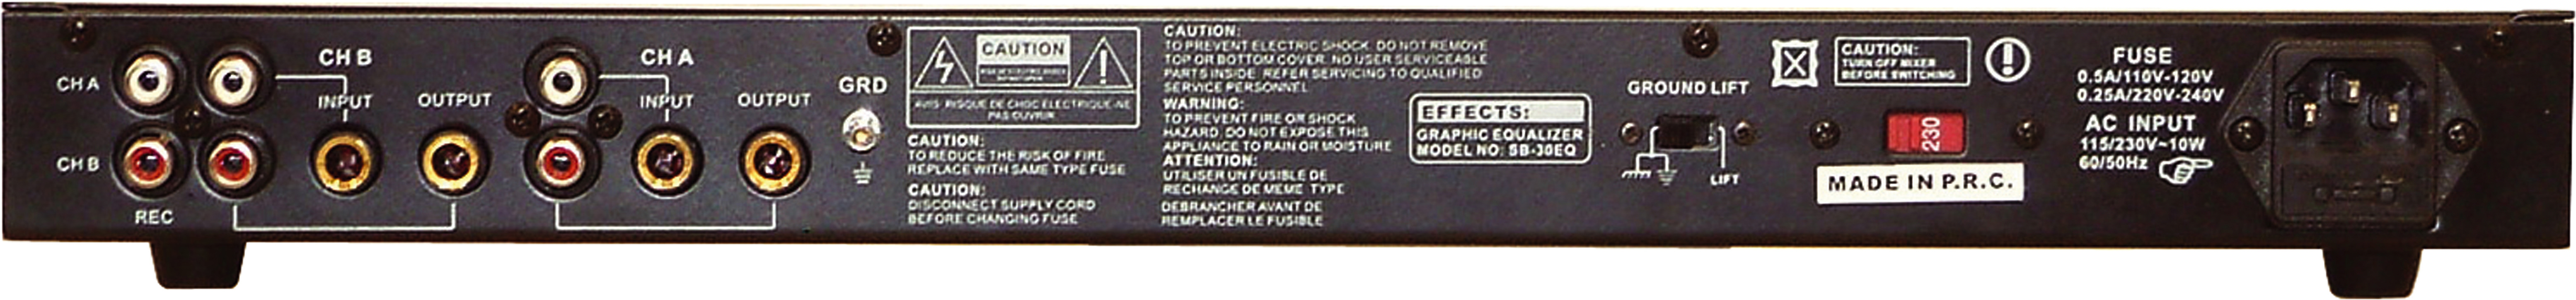 CH A
CH B
REC
CH B
INPUT
OUTPUT
CH A
INPUT
OUTPUT
GRD
CAUTION
AVIS: RISQUE DE CHOC ELECTRIQUE-NE
PAS OUVRIR
CAUTION:
TO REDUCE THE RISK OF FIRE
REPLACE WITH SAME TYPE FUSE
CAUTION:
DISCONNECT SUPPLY CORD
BEFORE CHANGING FUSE
CAUTION:
TO PREVENT ELECTRIC SHOCK DO NOT REMOVE
TOP OR BOTTOM COVER. NO USER SERVICEABLE
PARTS INSIDE. REFER SERVICING TO QUALIFIED
SERVICE PERSONNEL
WARNING:
TO PREVENT FIRE OR SHOCK
HAZARD, DO NOT EXPOSE THIS
APPLIANCE TO RAIN OR MOISTURE
ATTENTION:
UTILISER UN FUSIBLE DE
RECHANGE DE MEME TYPE
DEBRANCHER AVANT DE
REMPLACER LE FUSIBLE
EFFECTS:
GRAPHIC EQUALIZER
MODEL NO: SB-30EQ
GROUND LIFT
LIFT
CAUTION:
TURN OFF MIXER
BEFORE SWITCHING
230
MADE IN P.R.C.
FUSE
0.5A/110V-120V
0.25A/220V-240V
AC INPUT
115/230V~10W
60/50Hz